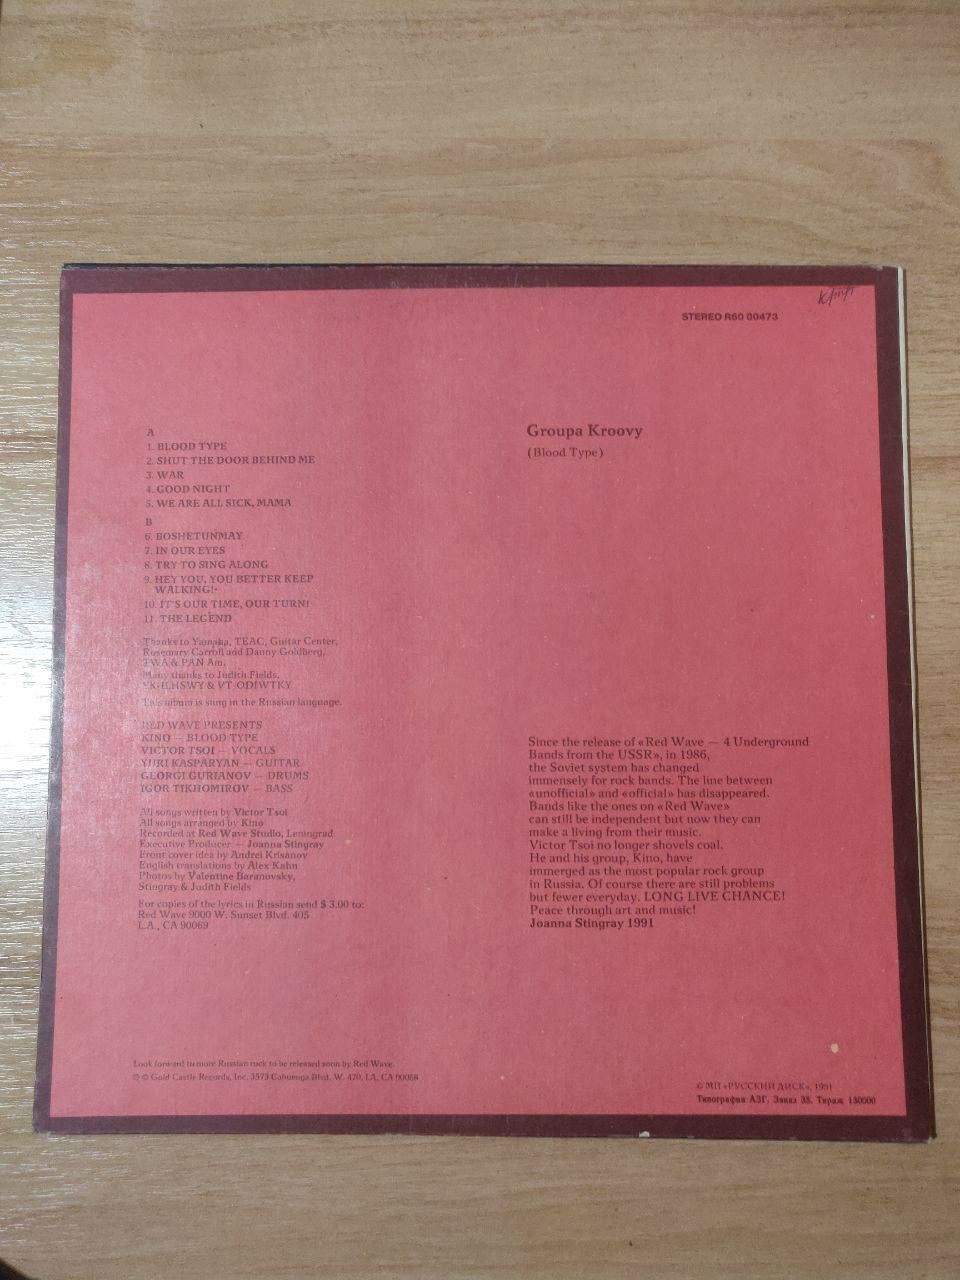 STEREO R60 00473
A
1. BLOOD TYPE
2. SHUT THE DOOR BEHIND ME
3. WAR
4. GOOD NIGHT
5. WE ARE ALL SICK, MAMA
B
6. BOSHETUNMAY
7. IN OUR EYES
8. TRY TO SING ALONG
9. HEY YOU, YOU BETTER KEEP
WALKING!
10. IT'S OUR TIME, OUR TURN!
11. THE LEGEND
Thanks to Yamaha, TEAC, Guitar Center,
Rosemary Carroll and Danny Goldberg,
TWA & PAN Am.
Many thanks to Judith Fields,
& VT-ODIWTKY
This album is sung in the Russian language.
RED WAVE PRESENTS
KINO — BLOOD TYPE
VICTOR TSOI — VOCALS
YURI KASPARYAN — GUITAR
GEORGI GURIANOV — DRUMS
IGOR TIKHOMIROV — BASS
All songs written by Victor Tsoi
All songs arranged by Kino
Recorded at Red Wave Studio, Leningrad
Executive Producer — Joanna Stingray
Front cover idea by Andrei Krisanov
English translations by Alex Kahn
Photos by Valentine Baranovsky,
Stingray & Judith Fields
For copies of the lyrics in Russian send $ 3.00 to:
Red Wave 9000 W. Sunset Blvd. 405
L.A., CA 90069
Look forward to more Russian rock to be released soon by Red Wave.
℗ © Gold Castle Records, Inc. 3575 Cahuenga Blvd. W. 470, LA, CA 90068
Groupa Kroovy
(Blood Type)
Since the release of «Red Wave — 4 Underground
Bands from the USSR», in 1986,
the Soviet system has changed
immensely for rock bands. The line between
«unofficial» and «official» has disappeared.
Bands like the ones on «Red Wave»
can still be independent but now they can
make a living from their music.
Victor Tsoi no longer shovels coal.
He and his group, Kino, have
immerged as the most popular rock group
in Russia. Of course there are still problems
but fewer everyday. LONG LIVE CHANCE!
Peace through art and music!
Joanna Stingray 1991
© МП «РУССКИЙ ДИСК», 1991
Типография АЗГ. Заказ 38. Тираж 130000